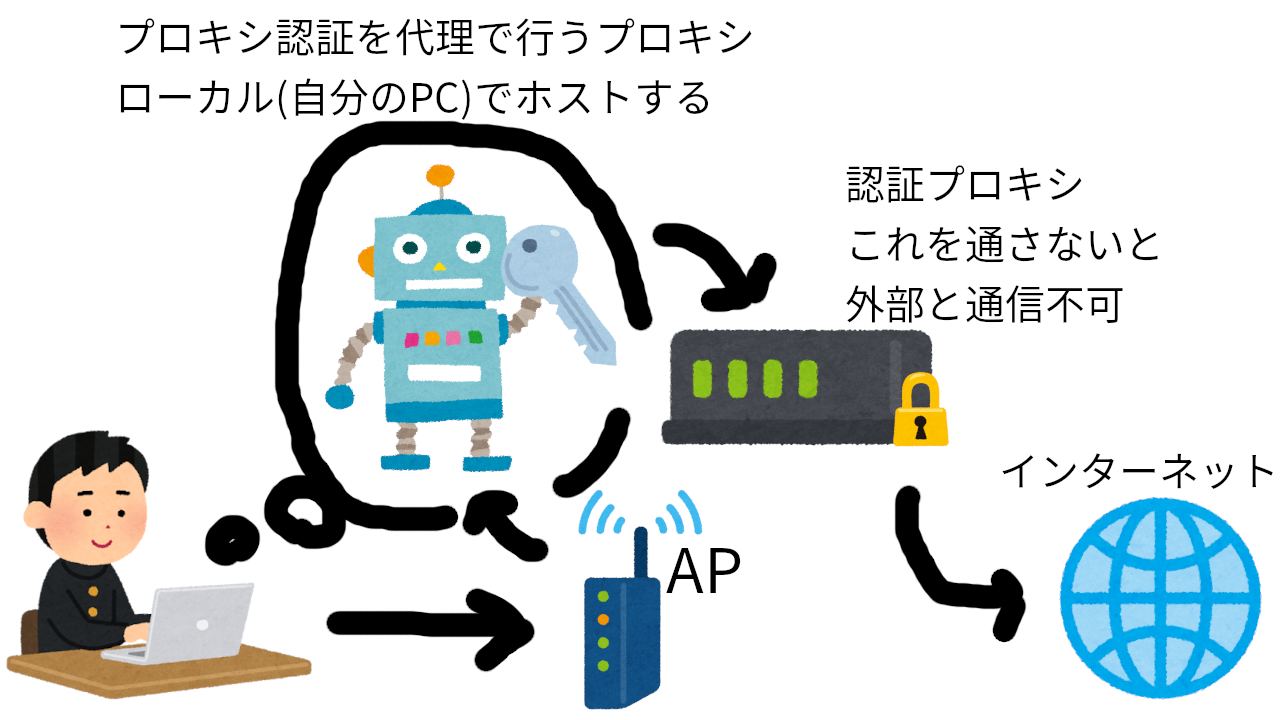 プロキシ認証を代理で行うプロキシ
ローカル(自分のPC)でホストする
認証プロキシ
これを通さないと
外部と通信不可
インターネット
AP